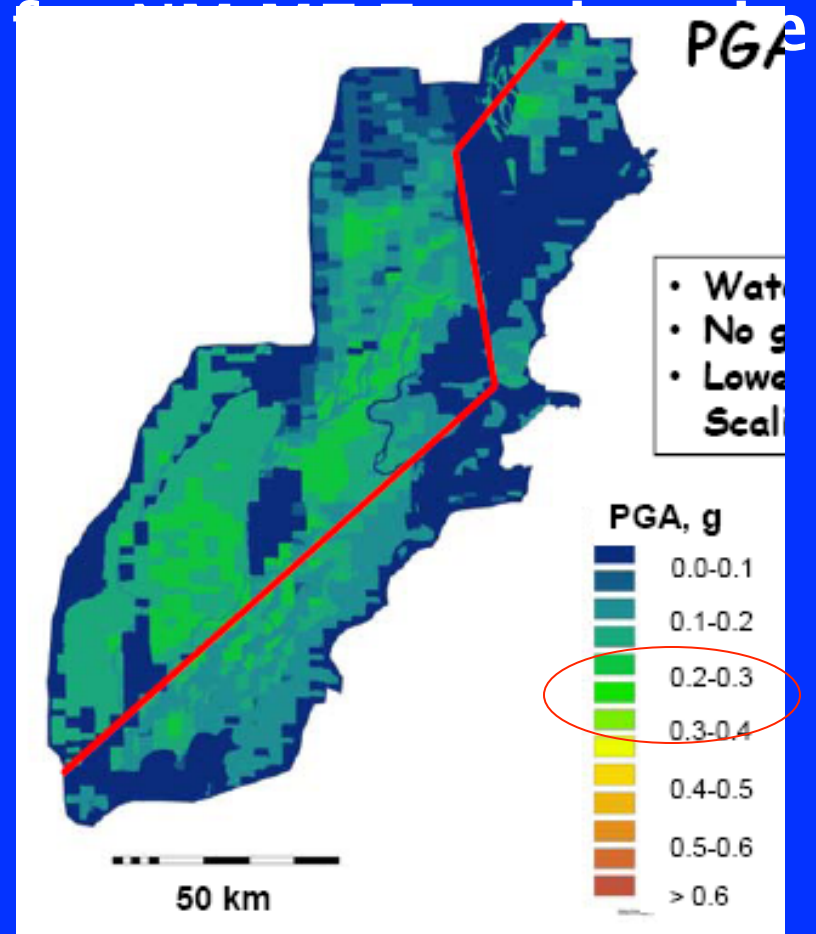 PGA
• Wat
• No g
• Lowe
Scali
PGA, g
0.0-0.1
0.1-0.2
0.2-0.3
0.3-0.4
0.4-0.5
0.5-0.6
> 0.6
50 km